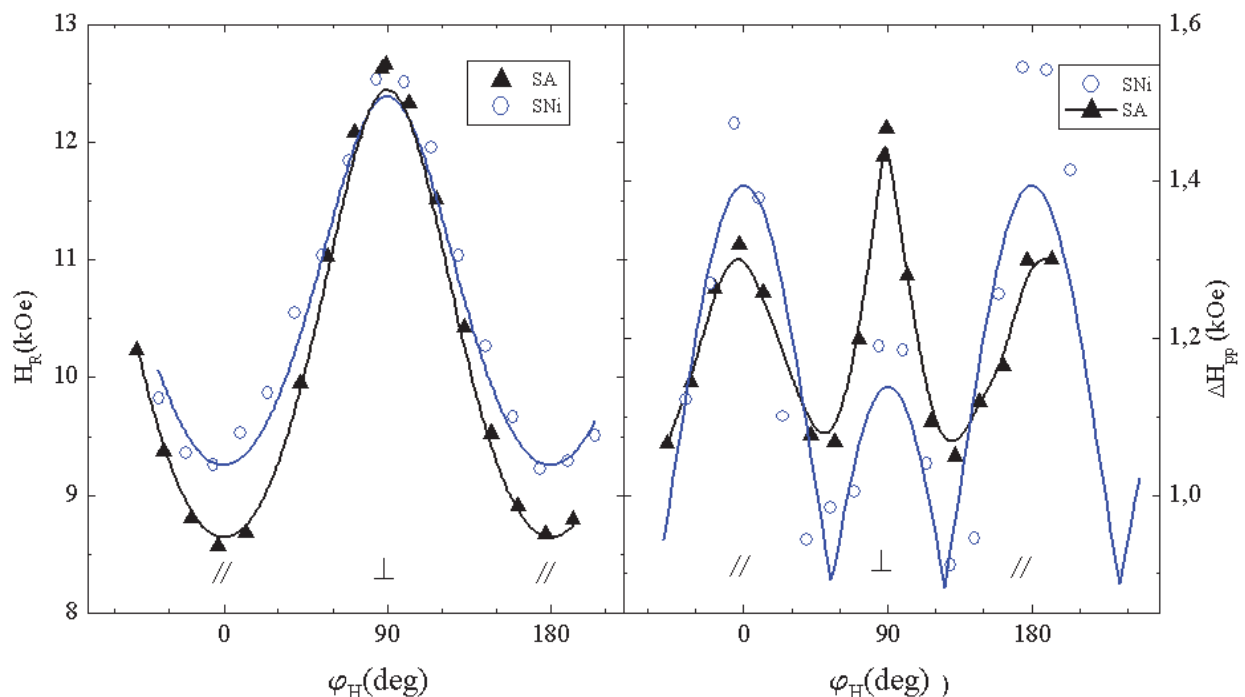 13
12
11
10
9
8
H_R(kOe)
SA
SNi
//
⊥
//
0
90
180
φ_H(deg)
SNi
SA
//
⊥
//
0
90
180
φ_H(deg) )
1,6
1,4
1,2
1,0
ΔH_pp(kOe)